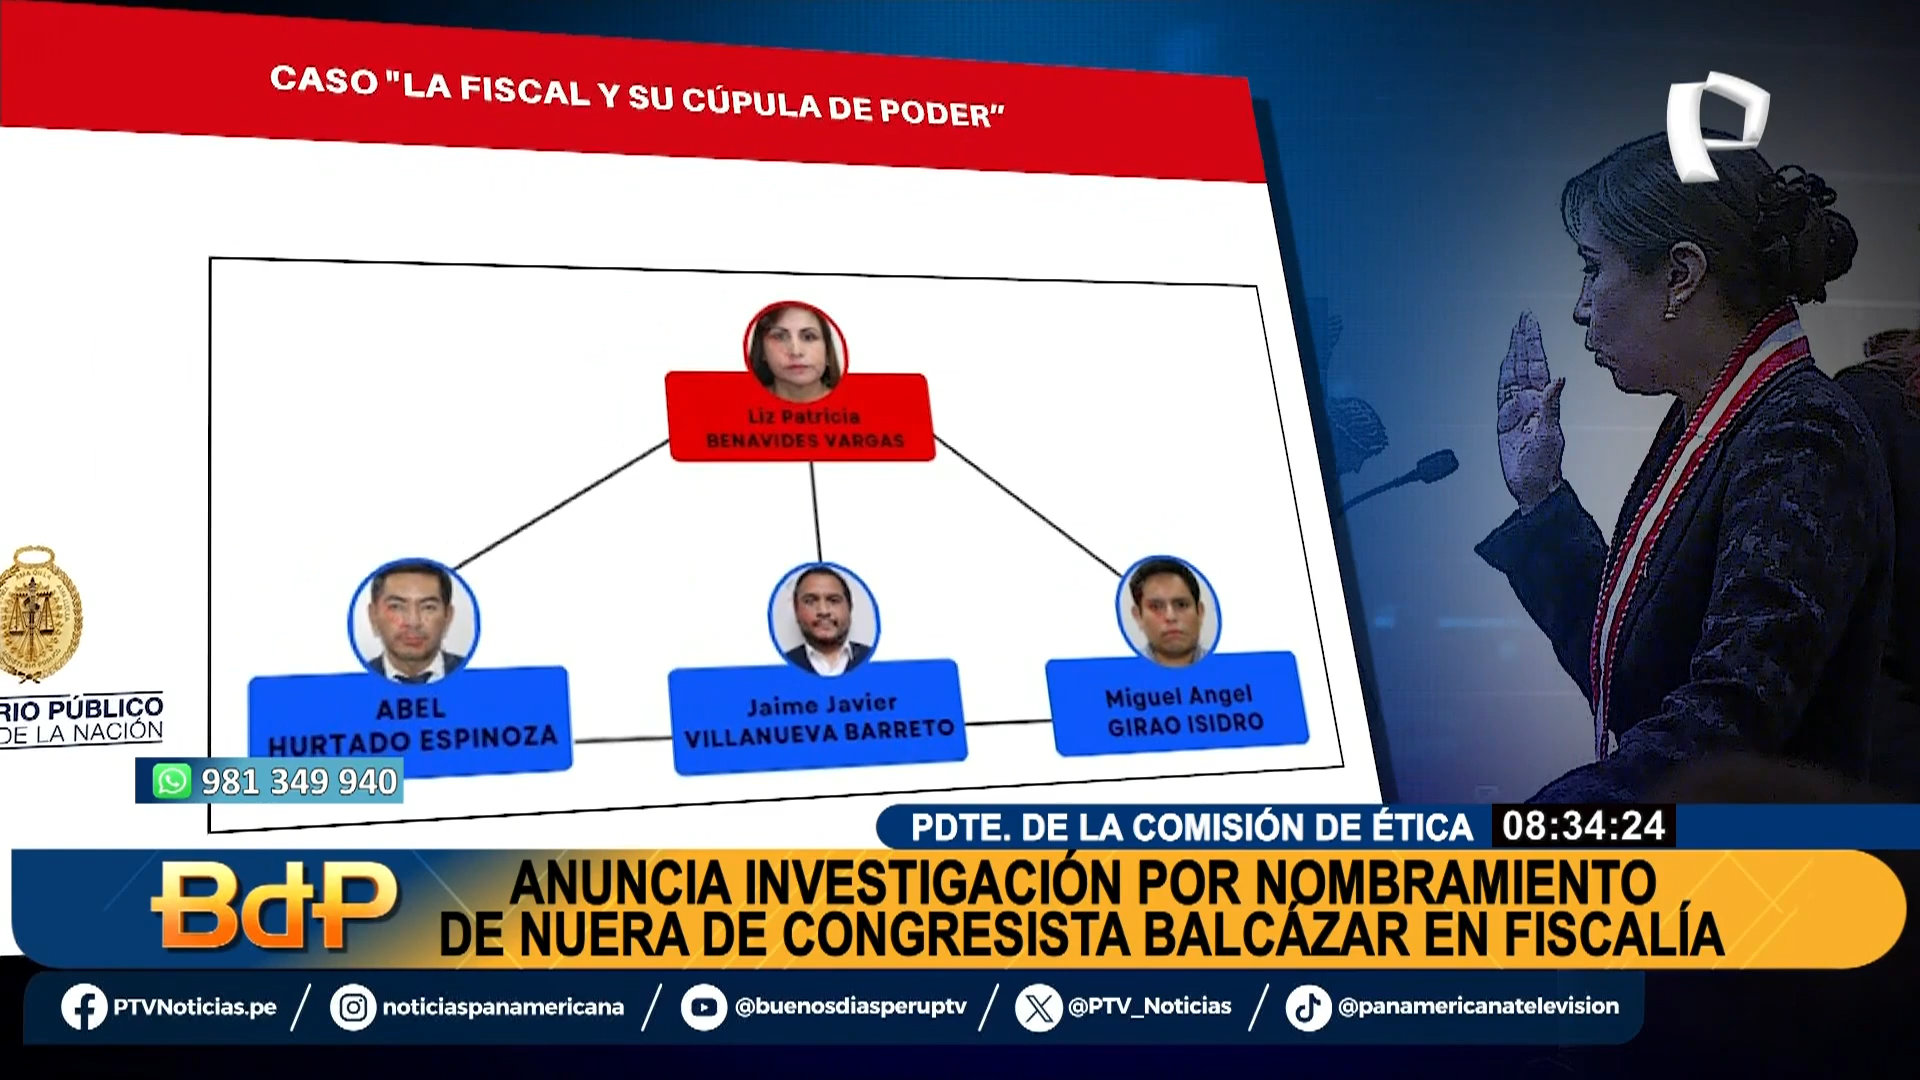 CASO "LA FISCAL Y SU CÚPULA DE PODER"
Liz Patricia
BENAVIDES VARGAS
ABEL
HURTADO ESPINOZA
Jaime Javier
VILLANUEVA BARRETO
Miguel Angel
GIRAO ISIDRO
RIO PÚBLICO
DE LA NACIÓN
981 349 940
PDTE. DE LA COMISIÓN DE ÉTICA 08:34:24
BdP
ANUNCIA INVESTIGACIÓN POR NOMBRAMIENTO
DE NUERA DE CONGRESISTA BALCÁZAR EN FISCALÍA
PTVNoticias.pe / noticiaspanamericana / @buenosdiasperuptv / @PTV_Noticias / @panamericanatelevision